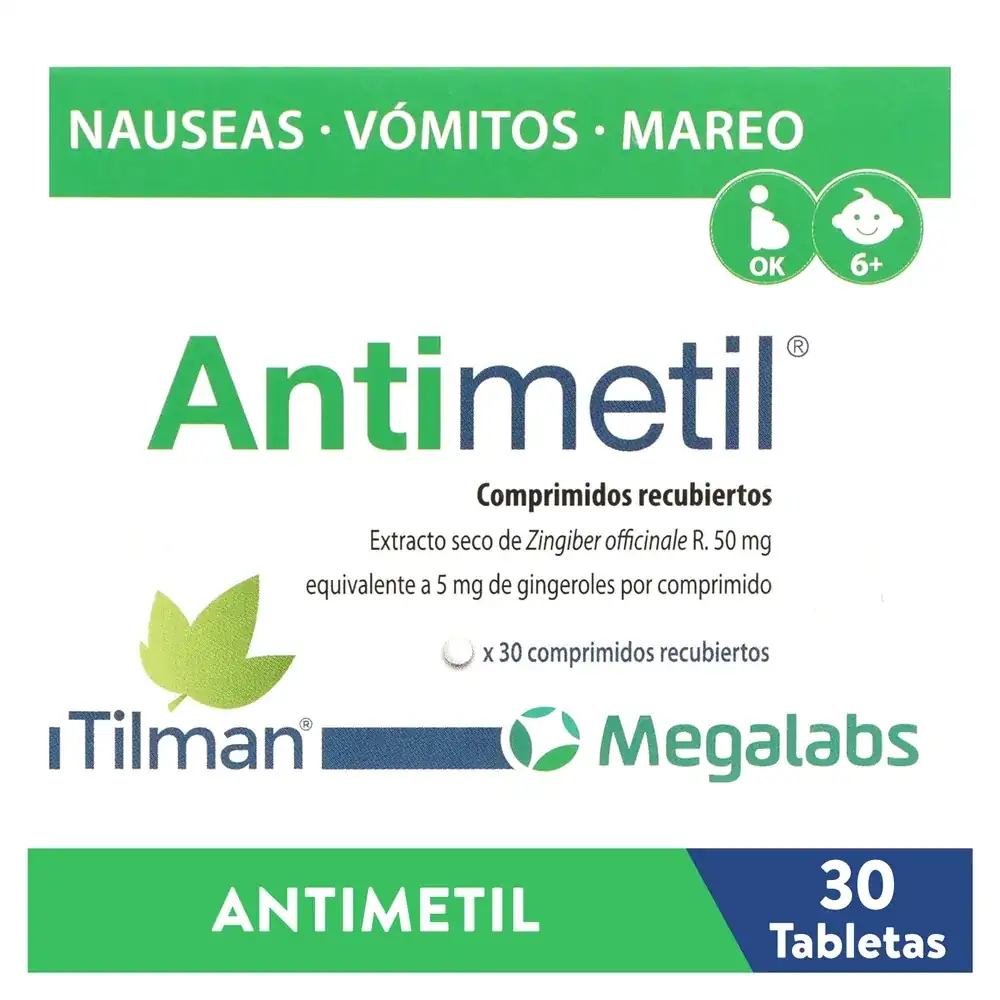 NAUSEAS · VÓMITOS · MAREO
OK
6+
Antimetil®
Comprimidos recubiertos
Extracto seco de Zingiber officinale R. 50 mg
equivalente a 5 mg de gingeroles por comprimido
x 30 comprimidos recubiertos
Tilman® Megalabs
ANTIMETIL
30
Tabletas